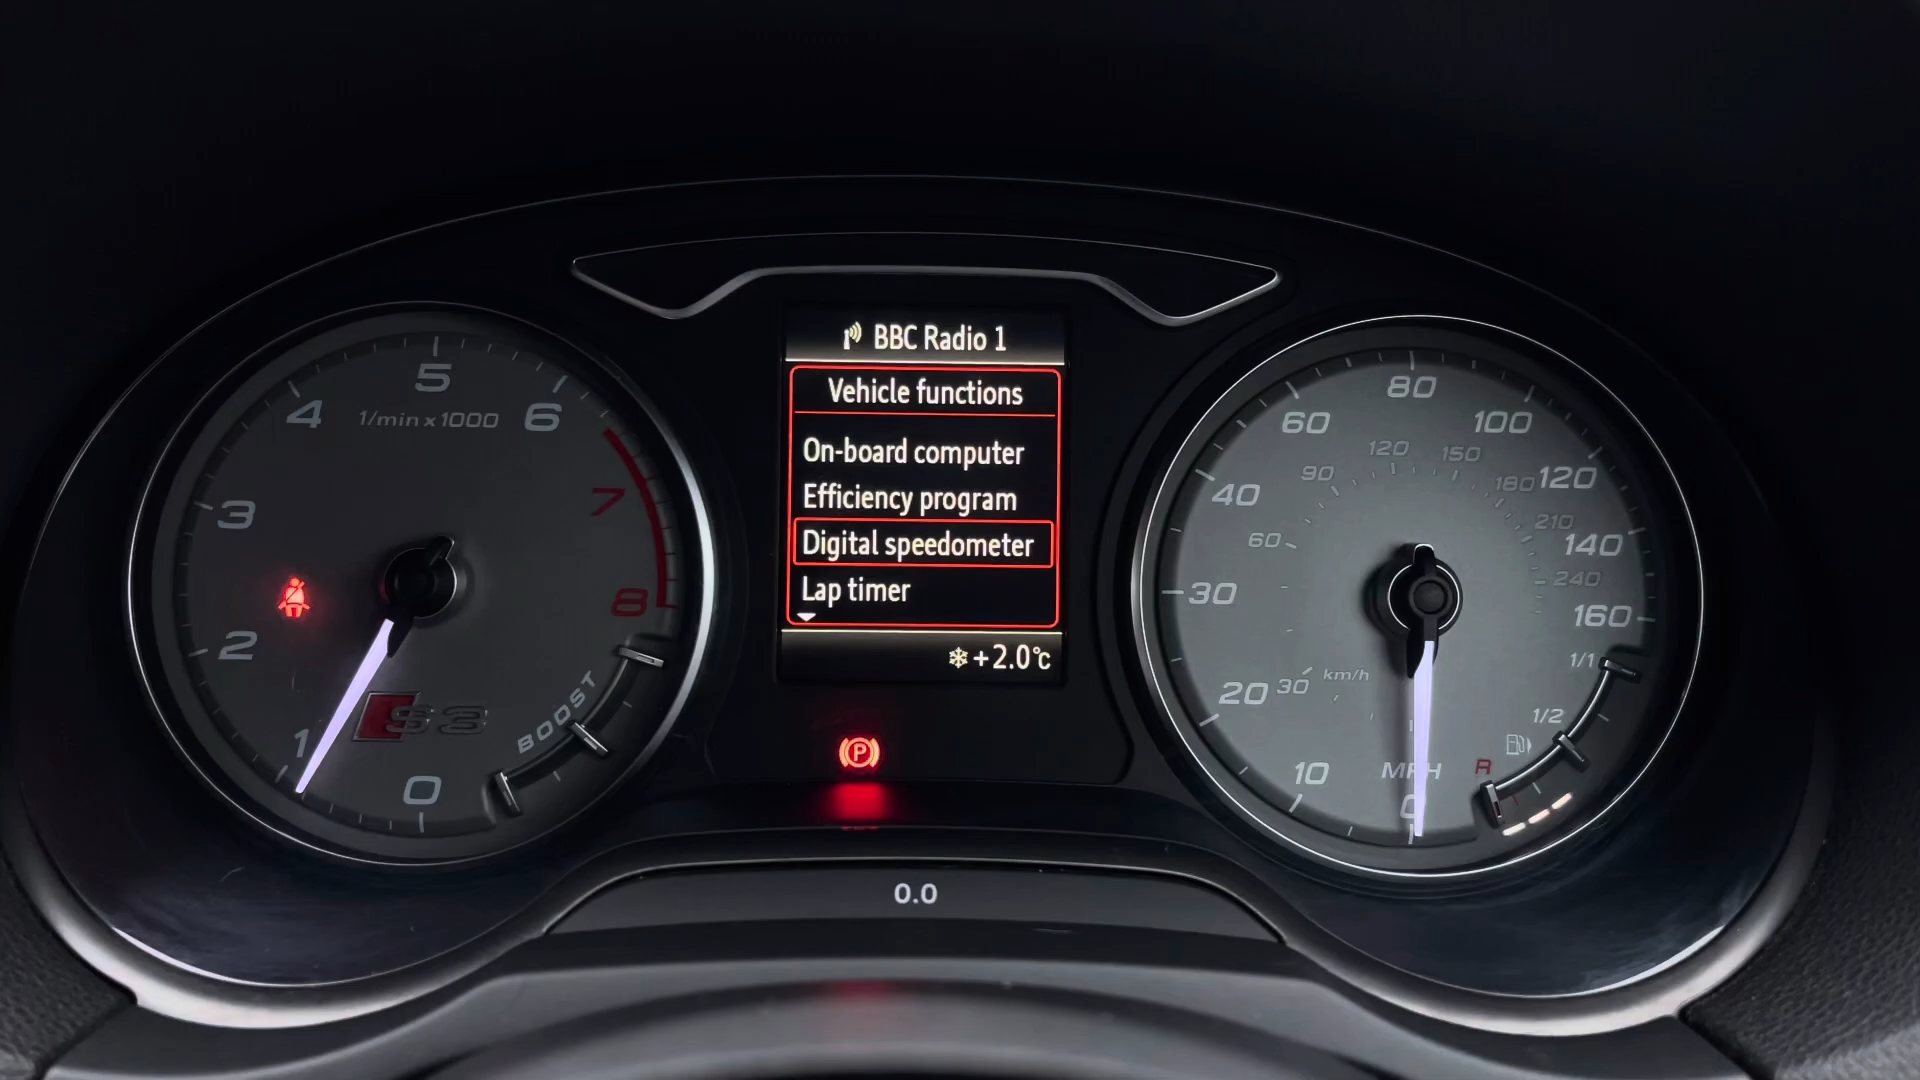 5
4
1/min x 1000
6
3
7
8
2
S3
BOOST
1
0
BBC Radio 1
Vehicle functions
On-board computer
Efficiency program
Digital speedometer
Lap timer
+2.0°C
P
0.0
80
60
100
120
150
90
180
120
40
210
60
140
240
30
160
1/1
20
30
km/h
1/2
R
10
MPH
0